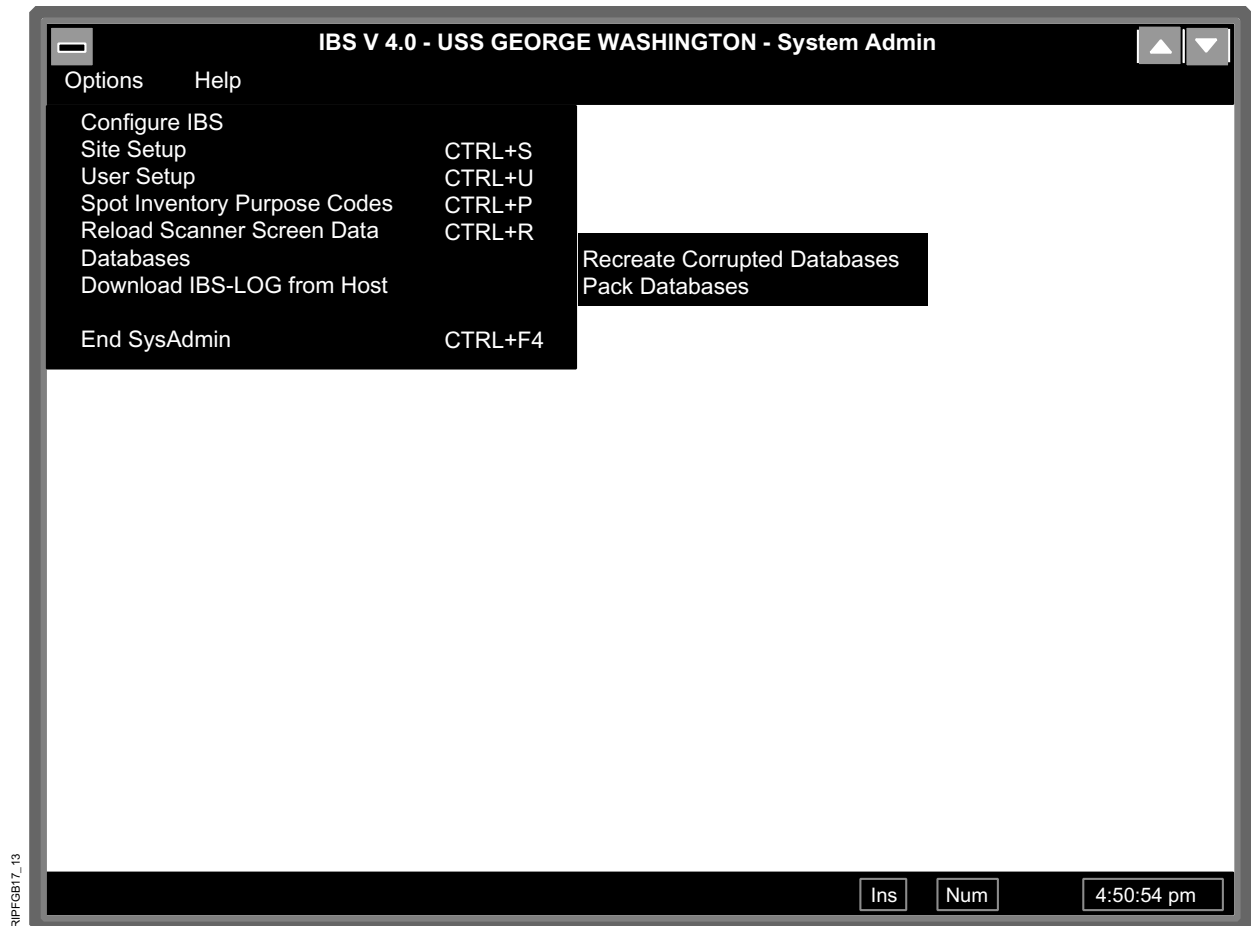 IBS V 4.0 - USS GEORGE WASHINGTON - System Admin
Options Help
Configure IBS
Site Setup CTRL+S
User Setup CTRL+U
Spot Inventory Purpose Codes CTRL+P
Reload Scanner Screen Data CTRL+R
Databases
Recreate Corrupted Databases
Download IBS-LOG from Host
Pack Databases
End SysAdmin CTRL+F4
Ins Num 4:50:54 pm
RIPFGB17_13